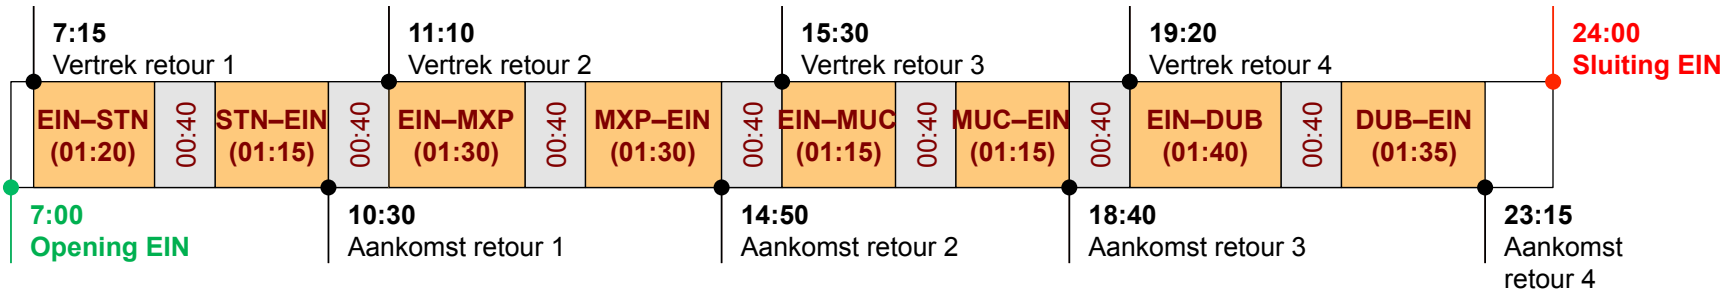 7:15
Vertrek retour 1
11:10
Vertrek retour 2
15:30
Vertrek retour 3
19:20
Vertrek retour 4
24:00
Sluiting EIN
EIN–STN
(01:20)
00:40
STN–EIN
(01:15)
00:40
EIN–MXP
(01:30)
00:40
MXP–EIN
(01:30)
00:40
EIN–MUC
(01:15)
00:40
MUC–EIN
(01:15)
00:40
EIN–DUB
(01:40)
00:40
DUB–EIN
(01:35)
7:00
Opening EIN
10:30
Aankomst retour 1
14:50
Aankomst retour 2
18:40
Aankomst retour 3
23:15
Aankomst
retour 4